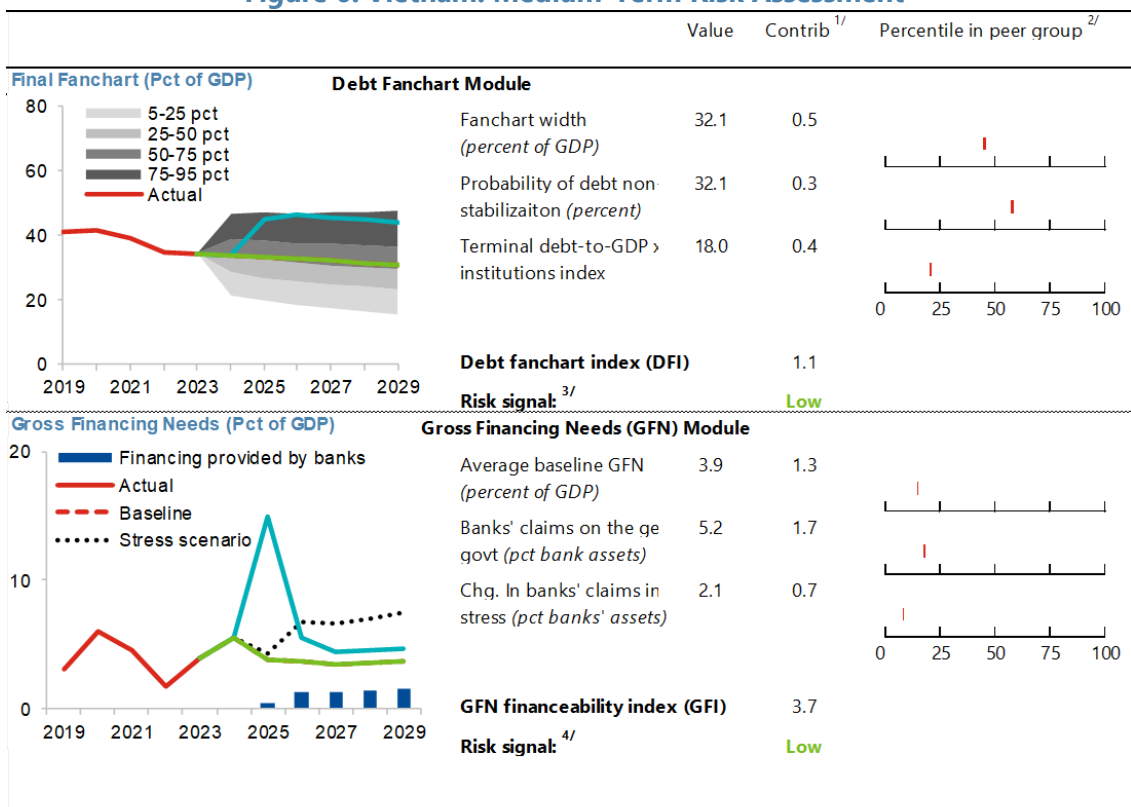 Figure 6. Vietnam: Medium-Term Risk Assessment
Value Contrib 1/ Percentile in peer group 2/
Final Fanchart (Pct of GDP)
80
60
40
20
0
5-25 pct
25-50 pct
50-75 pct
75-95 pct
Actual
2019 2021 2023 2025 2027 2029
Debt Fanchart Module
Fanchart width 32.1 0.5
(percent of GDP)
Probability of debt non- 32.1 0.3
stabilizaiton (percent)
Terminal debt-to-GDP x 18.0 0.4
institutions index
0 25 50 75 100
Debt fanchart index (DFI) 1.1
Risk signal: 3/ Low
Gross Financing Needs (Pct of GDP)
20
10
0
Financing provided by banks
Actual
Baseline
Stress scenario
2019 2021 2023 2025 2027 2029
Gross Financing Needs (GFN) Module
Average baseline GFN 3.9 1.3
(percent of GDP)
Banks' claims on the ge 5.2 1.7
govt (pct bank assets)
Chg. In banks' claims in 2.1 0.7
stress (pct banks' assets)
0 25 50 75 100
GFN financeability index (GFI) 3.7
Risk signal: 4/ Low